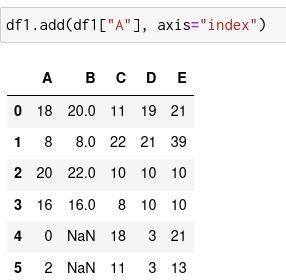 df1.add(df1["A"], axis="index")
A B C D E
0 18 20.0 11 19 21
1 8 8.0 22 21 39
2 20 22.0 10 10 10
3 16 16.0 8 10 10
4 0 NaN 18 3 21
5 2 NaN 11 3 13